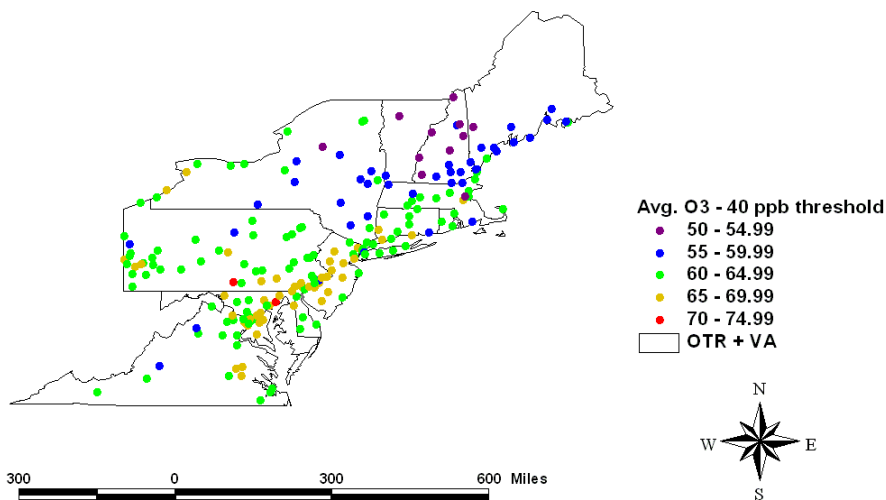 Avg. O3 - 40 ppb threshold
50 - 54.99
55 - 59.99
60 - 64.99
65 - 69.99
70 - 74.99
OTR + VA
N
W
E
S
300
0
300
600
Miles